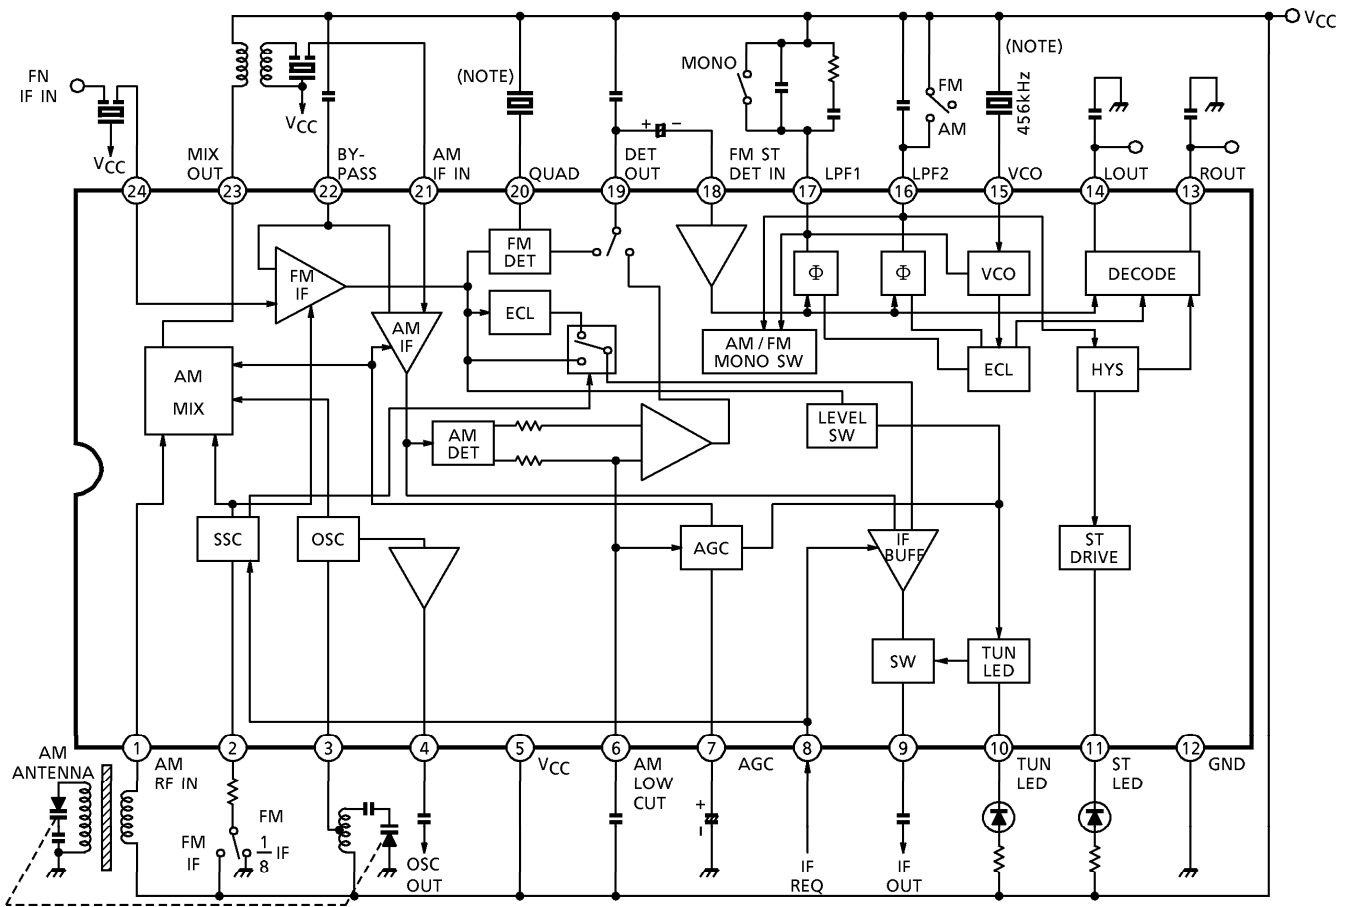 VCC
FN
IF IN
VCC
VCC
(NOTE)
+ −
MONO
FM
AM
(NOTE)
456kHz
MIX
OUT
BY-
PASS
AM
IF IN
QUAD
DET
OUT
FM ST
DET IN
LPF1
LPF2
VCO
LOUT
ROUT
24
23
22
21
20
19
18
17
16
15
14
13
FM
IF
FM
DET
Φ
Φ
VCO
DECODE
ECL
AM
IF
AM / FM
MONO SW
ECL
HYS
AM
MIX
LEVEL
SW
AM
DET
SSC
OSC
AGC
IF
BUFF
ST
DRIVE
SW
TUN
LED
1
2
3
4
5
6
7
8
9
10
11
12
AM
ANTENNA
AM
RF IN
VCC
AM
LOW
CUT
AGC
TUN
LED
ST
LED
GND
+
−
FM
IF
FM
1/8 IF
OSC
OUT
IF
REQ
IF
OUT